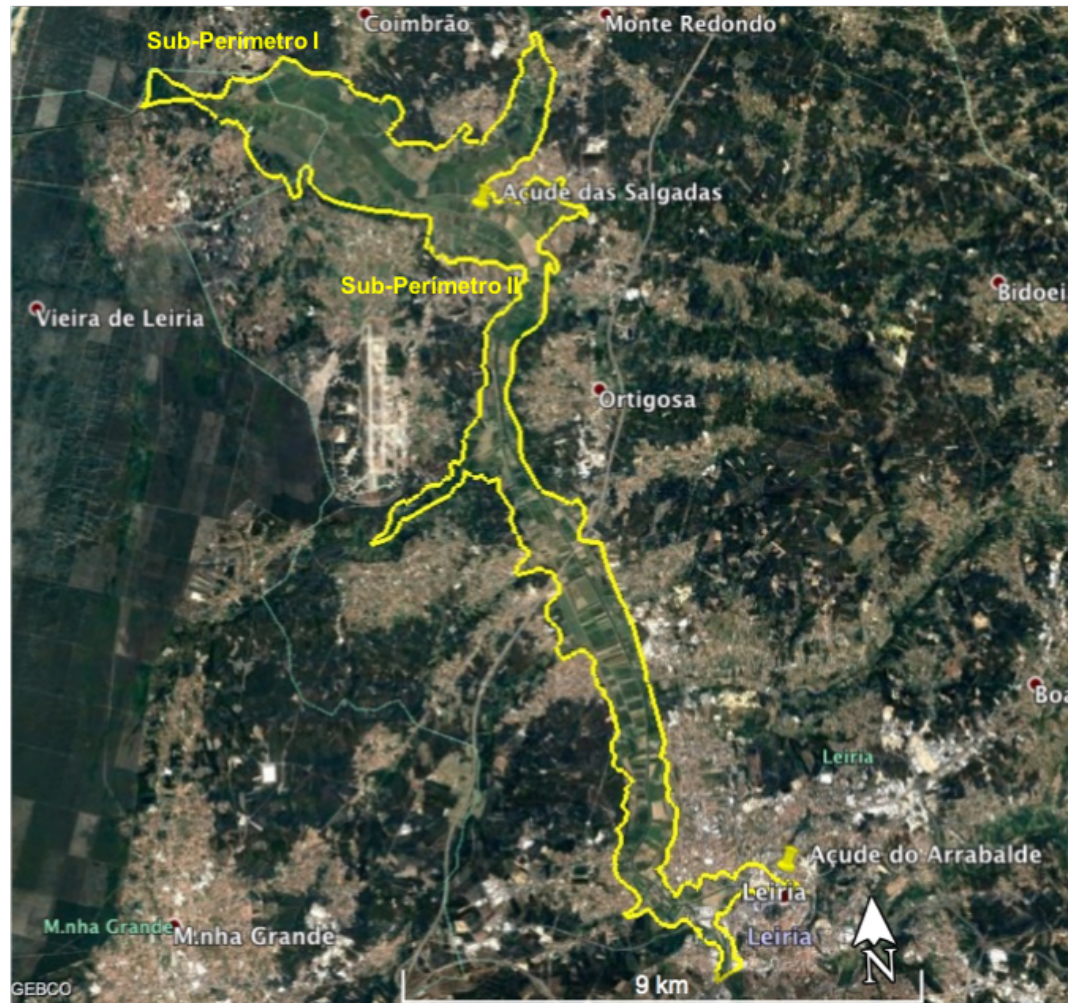 Coimbrão
Monte Redondo
Sub-Perímetro I
Açude das Salgadas
Sub-Perímetro II
Bidoei
Vieira de Leiria
Ortigosa
Boa
Leiria
Açude do Arrabalde
Leiria
M.nha Grande
M.nha Grande
Leiria
N
9 km
GEBCO